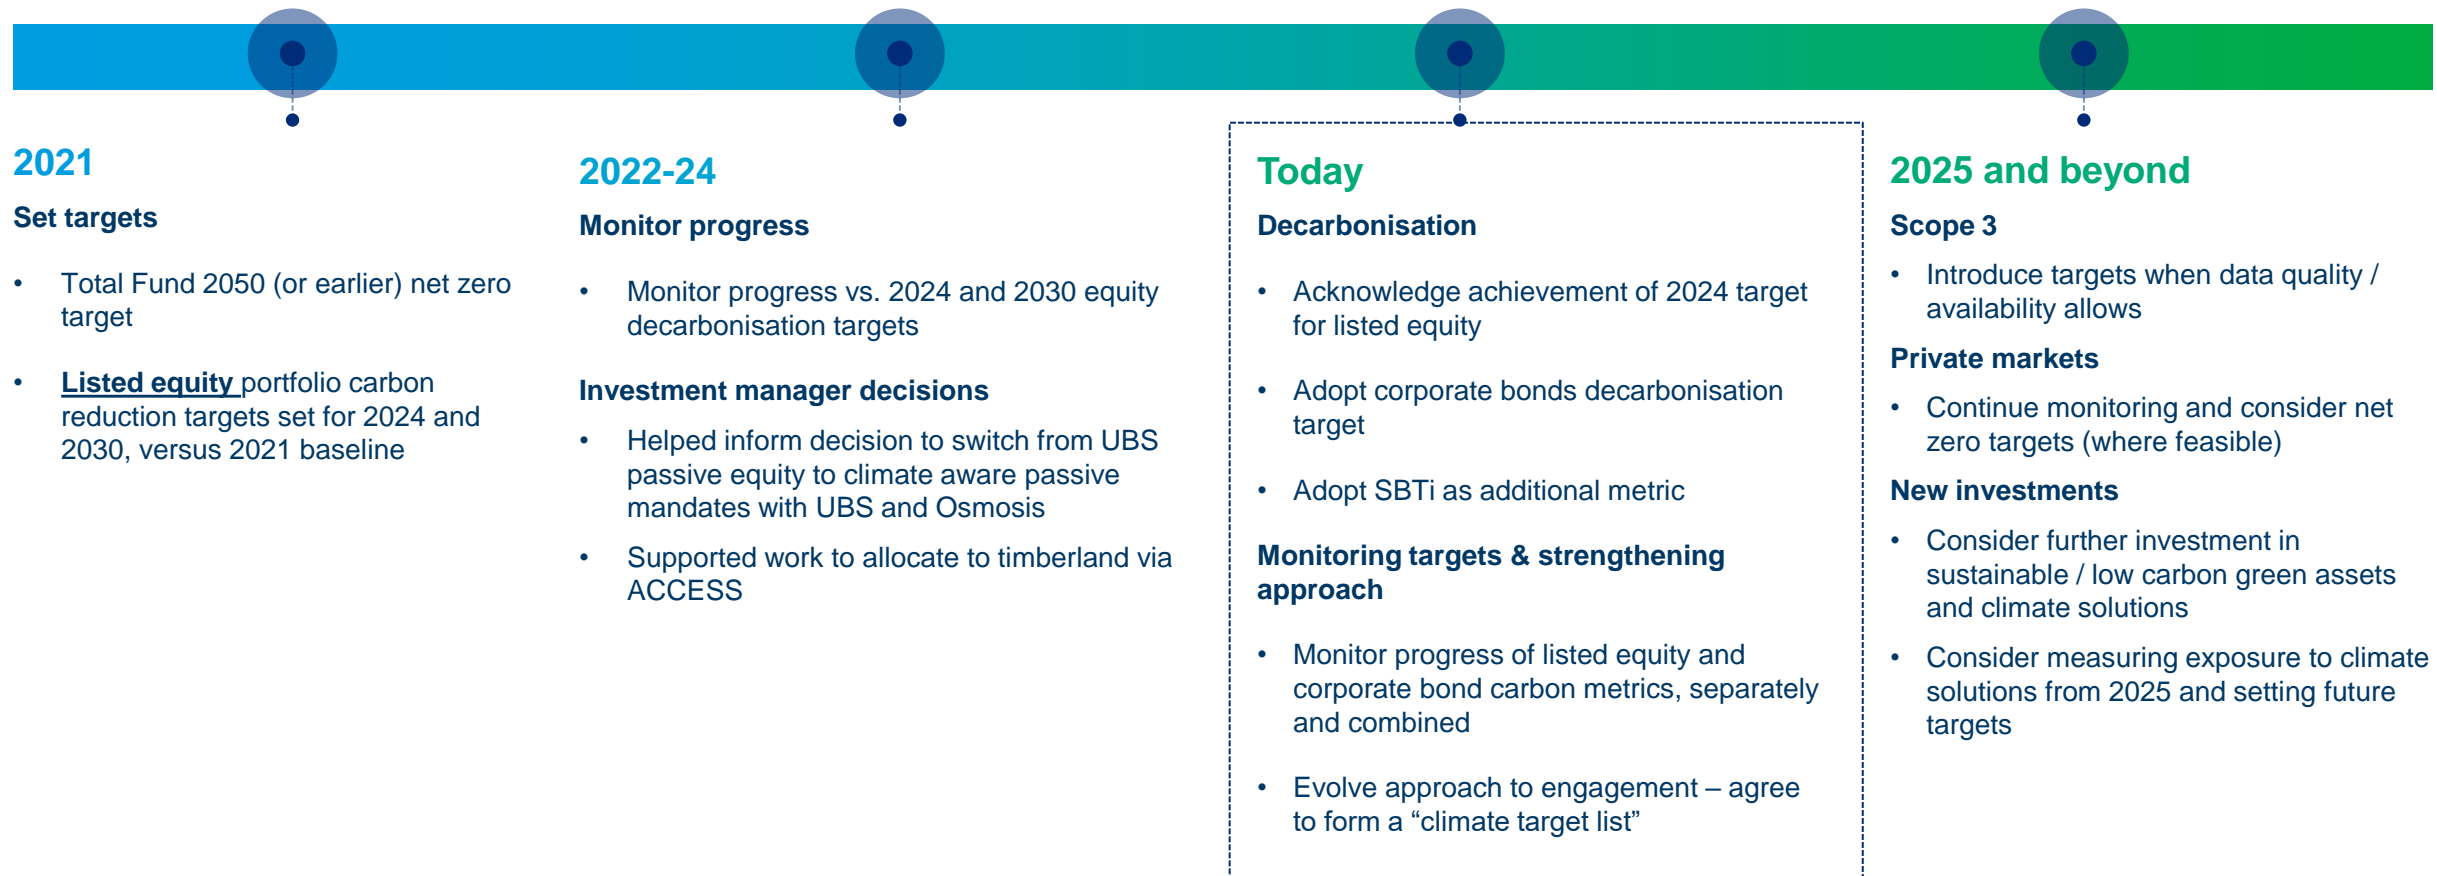 2021
Set targets
• Total Fund 2050 (or earlier) net zero
target
• Listed equity portfolio carbon
reduction targets set for 2024 and
2030, versus 2021 baseline
2022-24
Monitor progress
• Monitor progress vs. 2024 and 2030 equity
decarbonisation targets
Investment manager decisions
• Helped inform decision to switch from UBS
passive equity to climate aware passive
mandates with UBS and Osmosis
• Supported work to allocate to timberland via
ACCESS
Today
Decarbonisation
• Acknowledge achievement of 2024 target
for listed equity
• Adopt corporate bonds decarbonisation
target
• Adopt SBTi as additional metric
Monitoring targets & strengthening
approach
• Monitor progress of listed equity and
corporate bond carbon metrics, separately
and combined
• Evolve approach to engagement – agree
to form a “climate target list”
2025 and beyond
Scope 3
• Introduce targets when data quality /
availability allows
Private markets
• Continue monitoring and consider net
zero targets (where feasible)
New investments
• Consider further investment in
sustainable / low carbon green assets
and climate solutions
• Consider measuring exposure to climate
solutions from 2025 and setting future
targets